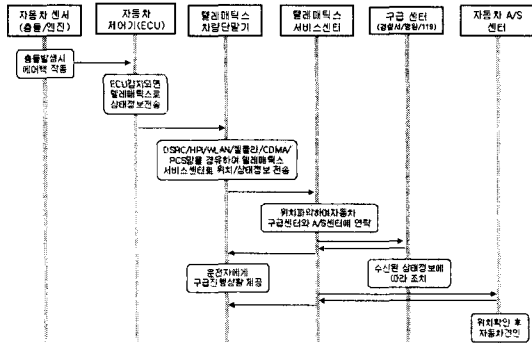 자동차 센서
(충돌/엔진)
자동차
제어기(ECU)
텔레매틱스
차량단말기
텔레매틱스
서비스센터
구급 센터
(경찰서/병원/119)
자동차 A/S
센터
충돌발생시
에어백 작동
ECU감지되면
텔레매틱스로
상태정보전송
DSRC/HPi/WLAN/셀룰라/CDMA/
PCS망을 경유하여 텔레매틱스
서비스센터로 위치/상태정보 전송
위치파악하여자동차
구급센터와 A/S센터에 연락
운전자에게
구급진행상황 제공
수신된 상태정보에
따라 조치
위치확인 후
자동차견인